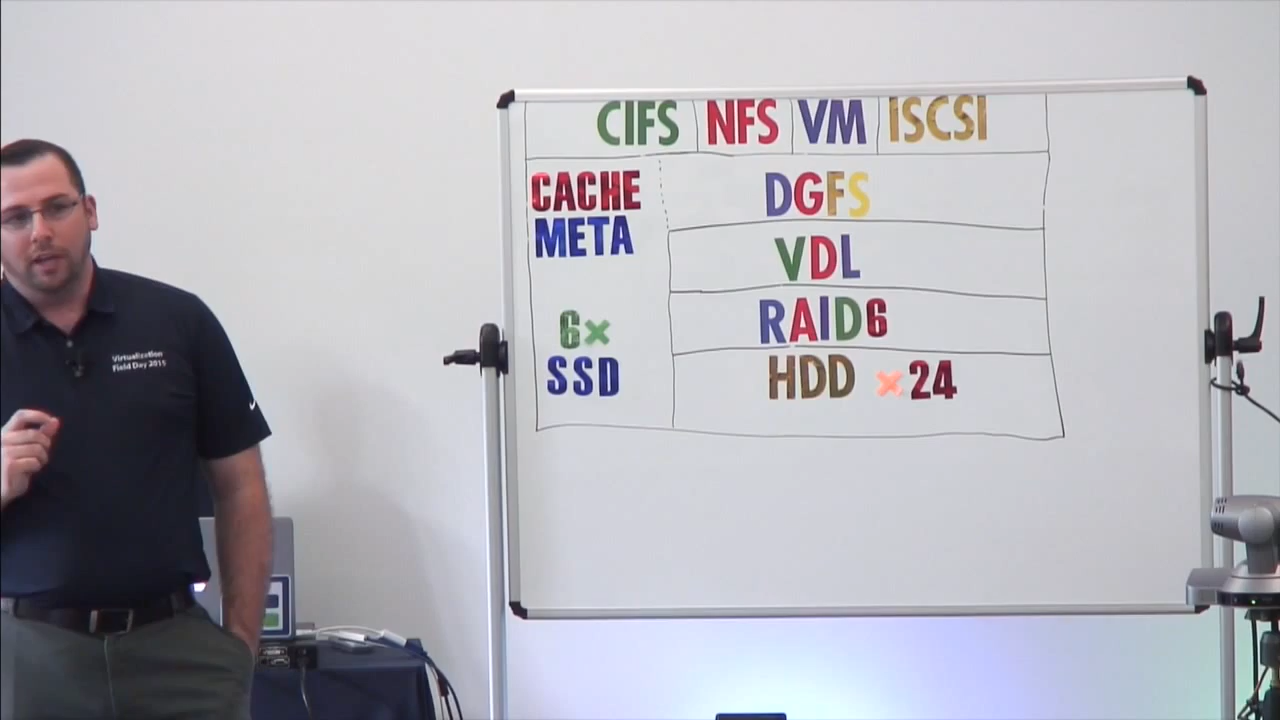 CIFS NFS VM ISCSI
CACHE
META
DGFS
VDL
RAID6
6×
SSD
HDD ×24
Virtualization
Field Day 2015